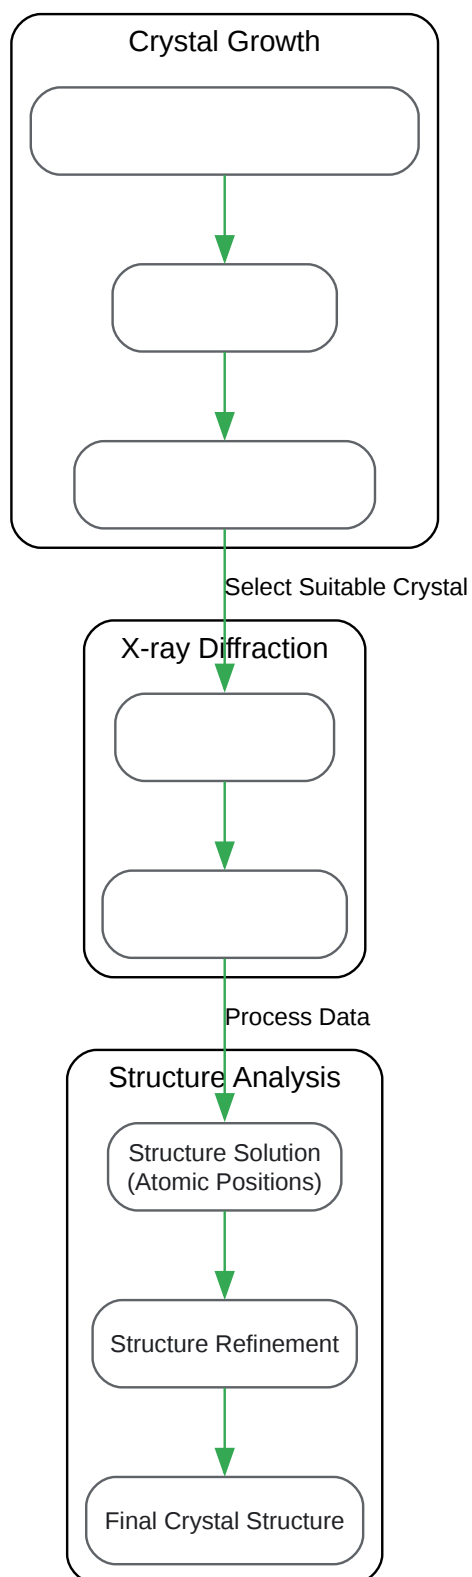 Crystal Growth
Select Suitable Crystal
X-ray Diffraction
Process Data
Structure Analysis
Structure Solution
(Atomic Positions)
Structure Refinement
Final Crystal Structure